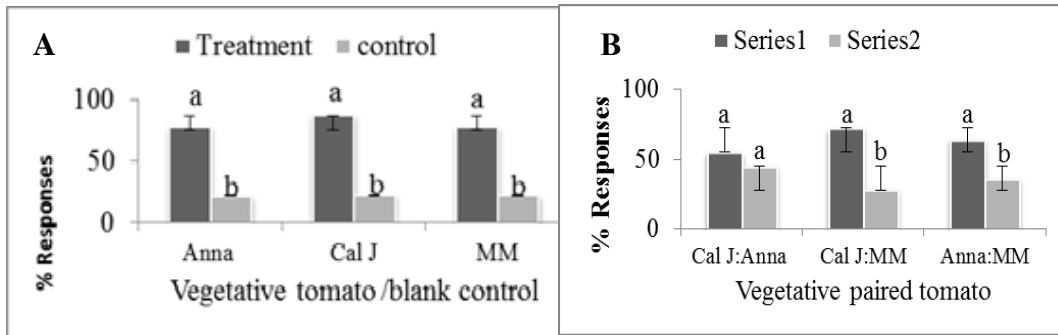 A
Treatment control
% Responses
100
50
0
a
b
a
b
a
b
Anna Cal J MM
Vegetative tomato /blank control
B
Series1 Series2
% Responses
100
50
0
a
a
a
b
a
b
Cal J:Anna Cal J:MM Anna:MM
Vegetative paired tomato